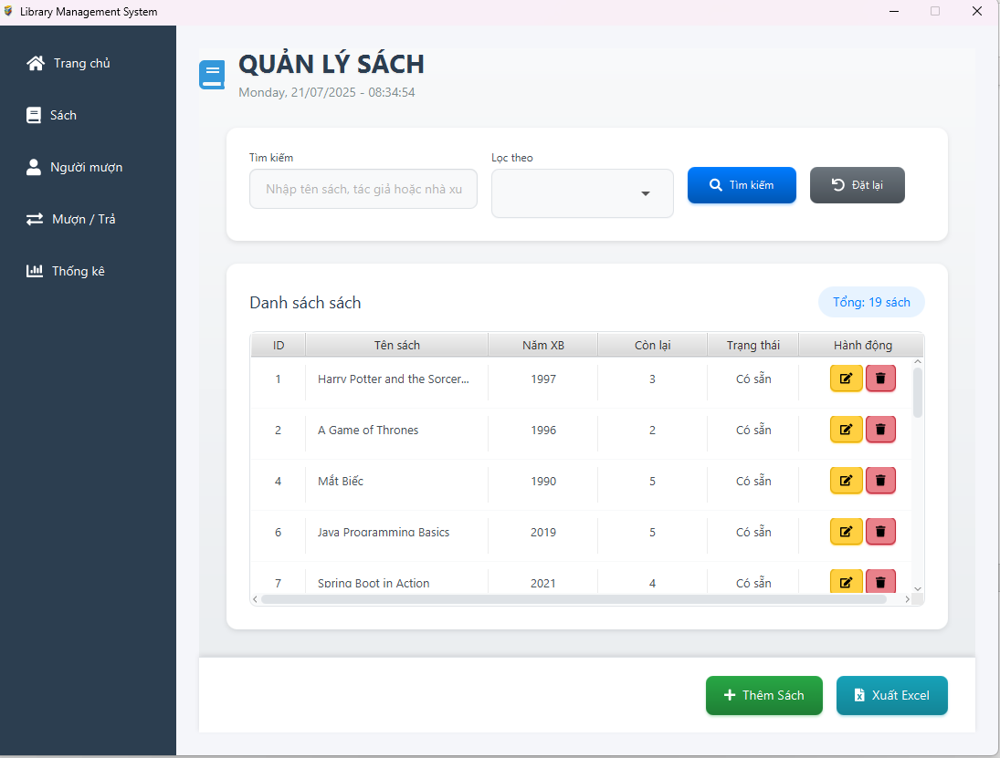 Library Management System
Trang chủ
Sách
Người mượn
Mượn / Trả
Thống kê
QUẢN LÝ SÁCH
Monday, 21/07/2025 - 08:34:54
Tìm kiếm Lọc theo
Nhập tên sách, tác giả hoặc nhà xu Tìm kiếm Đặt lại
Danh sách sách Tổng: 19 sách
ID Tên sách Năm XB Còn lại Trạng thái Hành động
1 Harry Potter and the Sorcer... 1997 3 Có sẵn
2 A Game of Thrones 1996 2 Có sẵn
4 Mắt Biếc 1990 5 Có sẵn
6 Java Programming Basics 2019 5 Có sẵn
7 Spring Boot in Action 2021 4 Có sẵn
Thêm Sách Xuất Excel